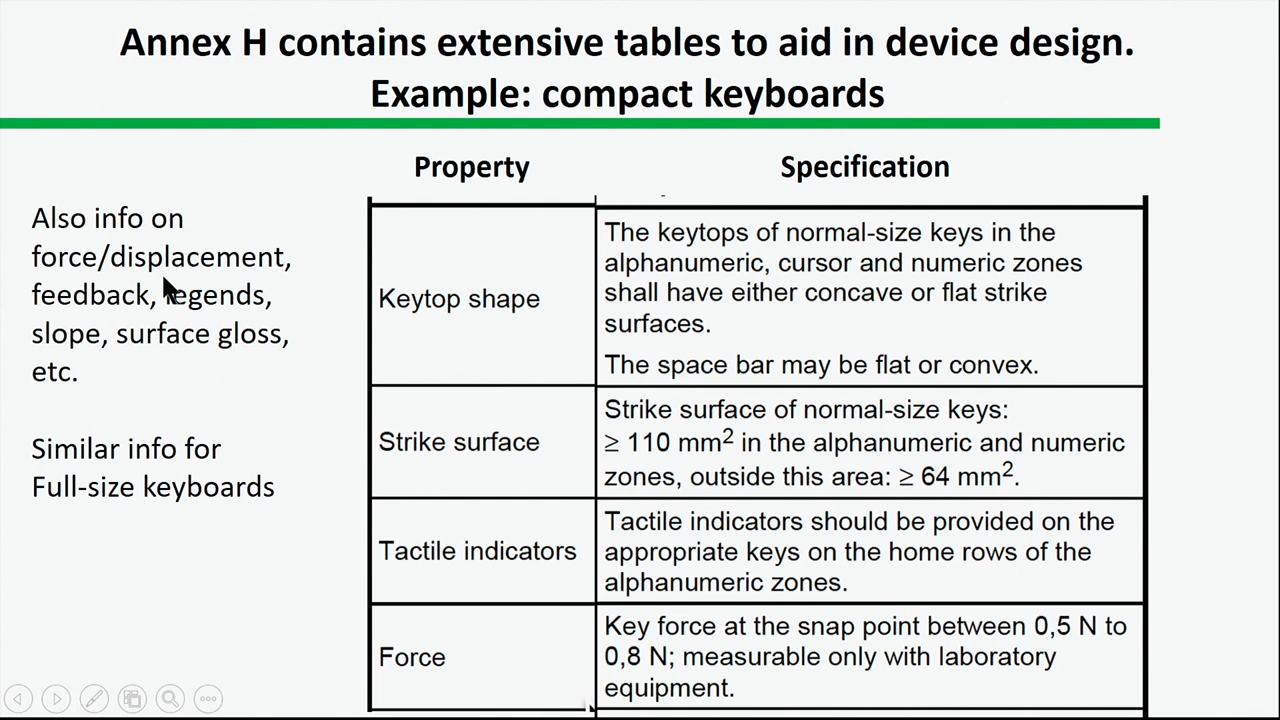 Annex H contains extensive tables to aid in device design.
Example: compact keyboards
Property
Specification
Also info on
force/displacement,
feedback, legends,
slope, surface gloss,
etc.
Similar info for
Full-size keyboards
Keytop shape
The keytops of normal-size keys in the
alphanumeric, cursor and numeric zones
shall have either concave or flat strike
surfaces.
The space bar may be flat or convex.
Strike surface
Strike surface of normal-size keys:
≥ 110 mm² in the alphanumeric and numeric
zones, outside this area: ≥ 64 mm².
Tactile indicators
Tactile indicators should be provided on the
appropriate keys on the home rows of the
alphanumeric zones.
Force
Key force at the snap point between 0,5 N to
0,8 N; measurable only with laboratory
equipment.